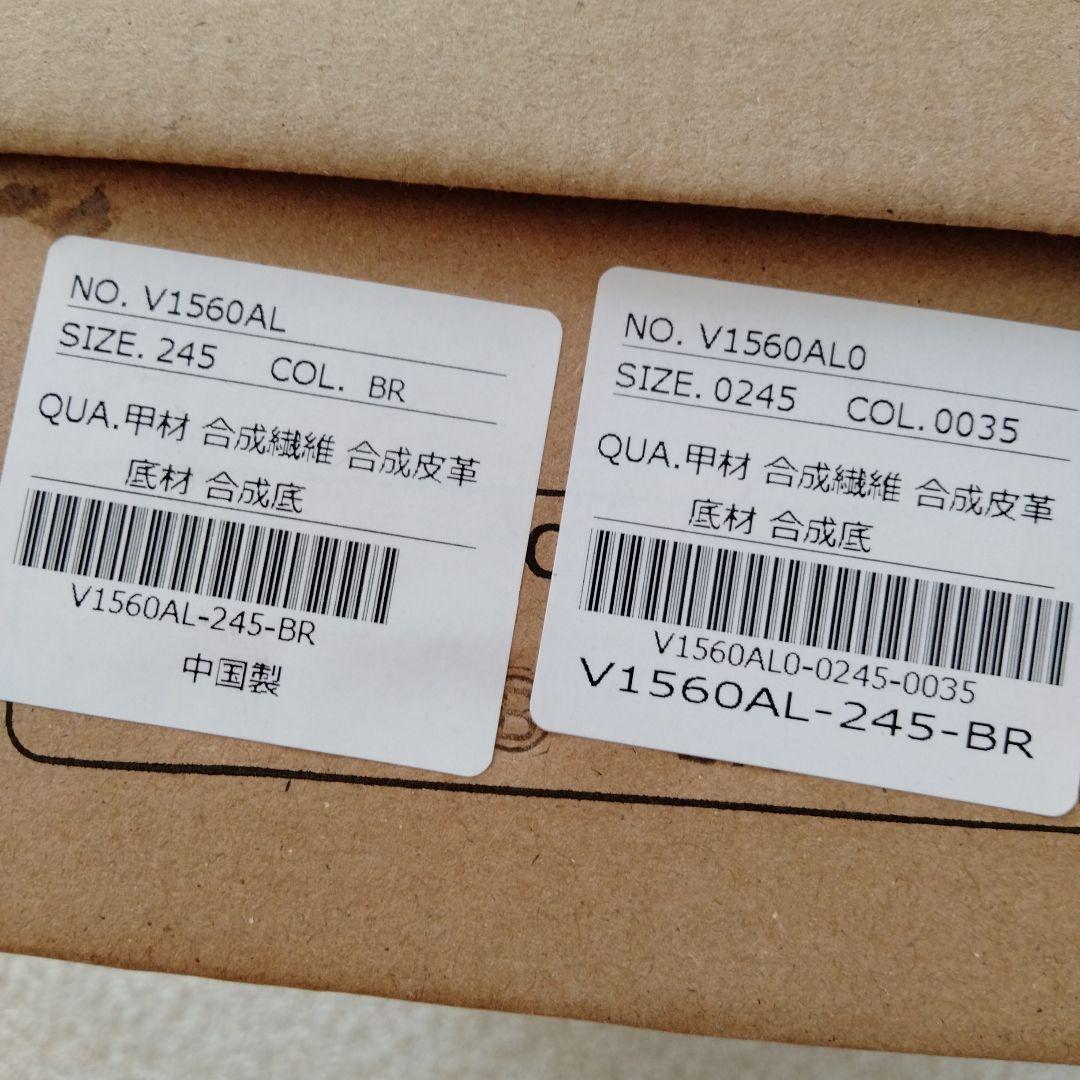 NO. V1560AL
SIZE. 245 COL. BR
QUA.甲材 合成繊維 合成皮革
底材 合成底
V1560AL-245-BR
中国製
NO. V1560AL0
SIZE. 0245 COL.0035
QUA.甲材 合成繊維 合成皮革
底材 合成底
V1560AL0-0245-0035
V1560AL-245-BR